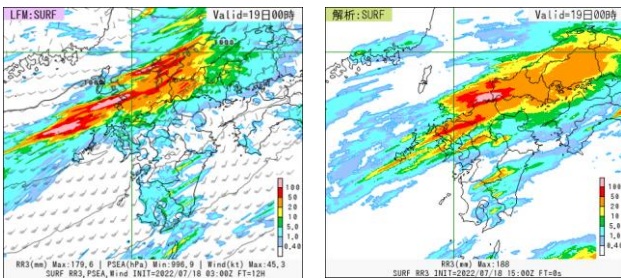 LFM:SURF
Valid=19日00時
1000
100
50
20
10
5.0
1.0
0.40
RR3(mm) Max:179.6 | PSEA(hPa) Min:996.9 | Wind(kt) Max:45.3
SURF RR3,PSEA,Wind INIT=2022/07/18 03:00Z FT=12H
解析:SURF
Valid=19日00時
100
50
20
10
5.0
1.0
0.40
RR3(mm) Max:188
SURF RR3 INIT=2022/07/18 15:00Z FT=0s